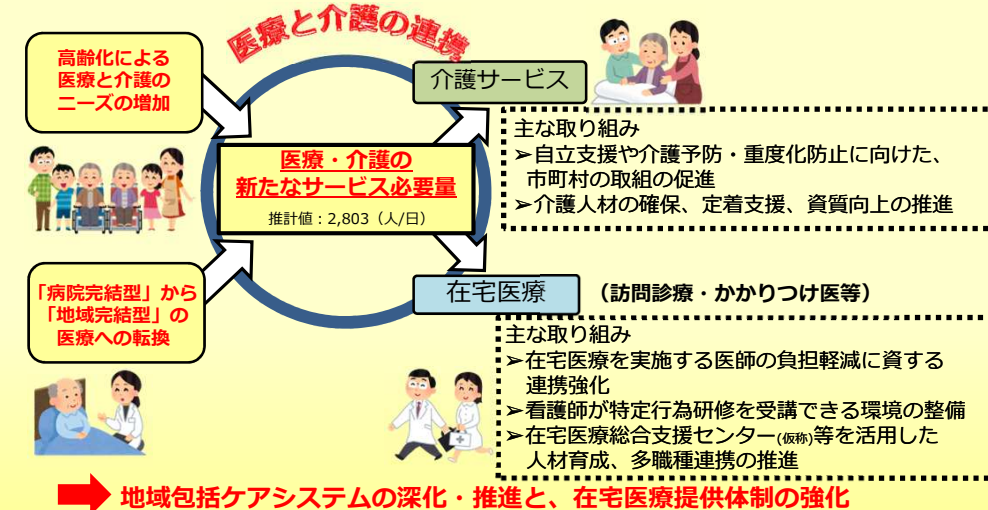 医療と介護の連携
高齢化による
医療と介護の
ニーズの増加
介護サービス
主な取り組み
➢自立支援や介護予防・重度化防止に向けた、
市町村の取組の促進
➢介護人材の確保、定着支援、資質向上の推進
医療・介護の
新たなサービス必要量
推計値:2,803(人/日)
「病院完結型」から
「地域完結型」の
医療への転換
在宅医療 (訪問診療・かかりつけ医等)
主な取り組み
➢在宅医療を実施する医師の負担軽減に資する
連携強化
➢看護師が特定行為研修を受講できる環境の整備
➢在宅医療総合支援センター(仮称)等を活用した
人材育成、多職種連携の推進
地域包括ケアシステムの深化・推進と、在宅医療提供体制の強化